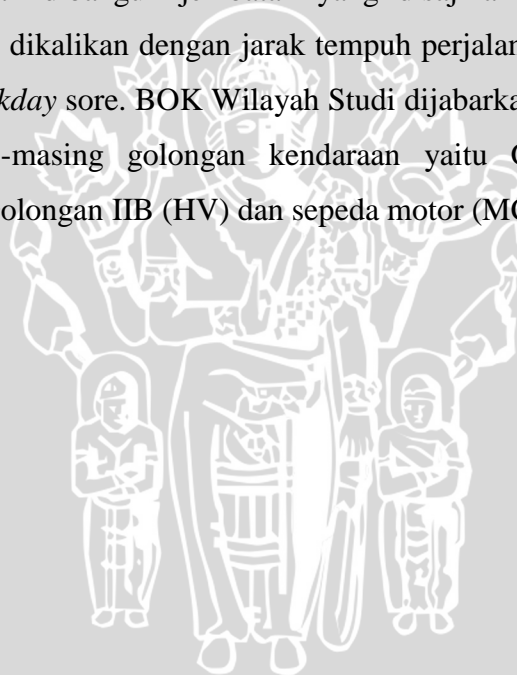 dikalikan dengan jarak tempuh perjalan
kday sore. BOK Wilayah Studi dijabarka
-masing golongan kendaraan yaitu
olongan IIB (HV) dan sepeda motor (MC